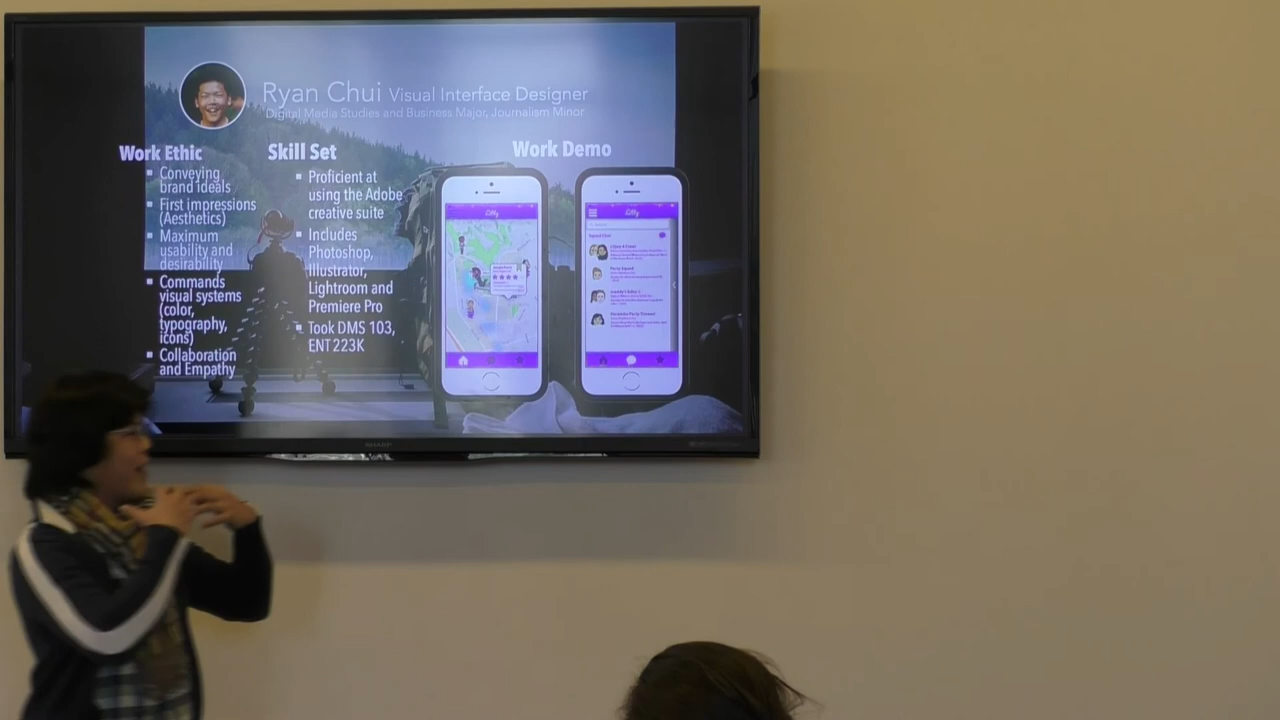 Ryan Chui Visual Interface Designer
Digital Media Studies and Business Major, Journalism Minor
Work Ethic
Conveying
brand ideals
First impressions
(Aesthetics)
Maximum
usability and
desirability
Commands
visual systems
(color,
typography,
icons)
Collaboration
and Empathy
Skill Set
Proficient at
using the Adobe
creative suite
Includes
Photoshop,
Illustrator,
Lightroom and
Premiere Pro
Took DMS 103,
ENT 223K
Work Demo
SHARP